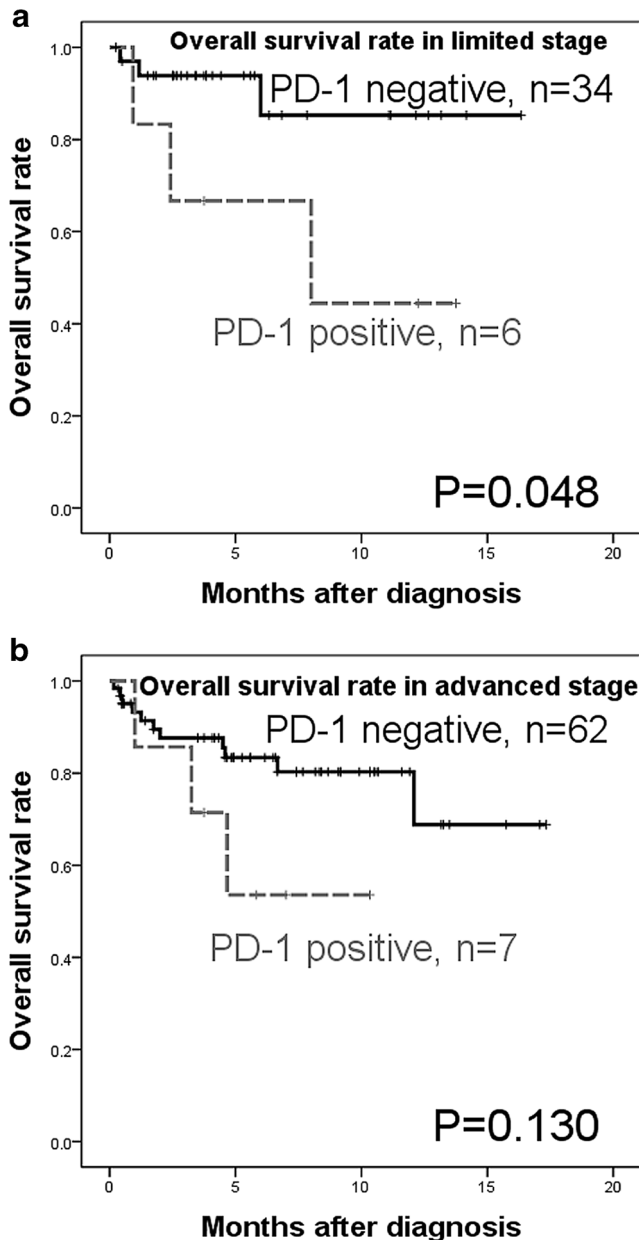 a
Overall survival rate in limited stage
PD-1 negative, n=34
1.0
0.8
0.6
0.4
0.2
0.0
Overall survival rate
PD-1 positive, n=6
P=0.048
0 5 10 15 20
Months after diagnosis
b
Overall survival rate in advanced stage
PD-1 negative, n=62
1.0
0.8
0.6
0.4
0.2
0.0
Overall survival rate
PD-1 positive, n=7
P=0.130
0 5 10 15 20
Months after diagnosis